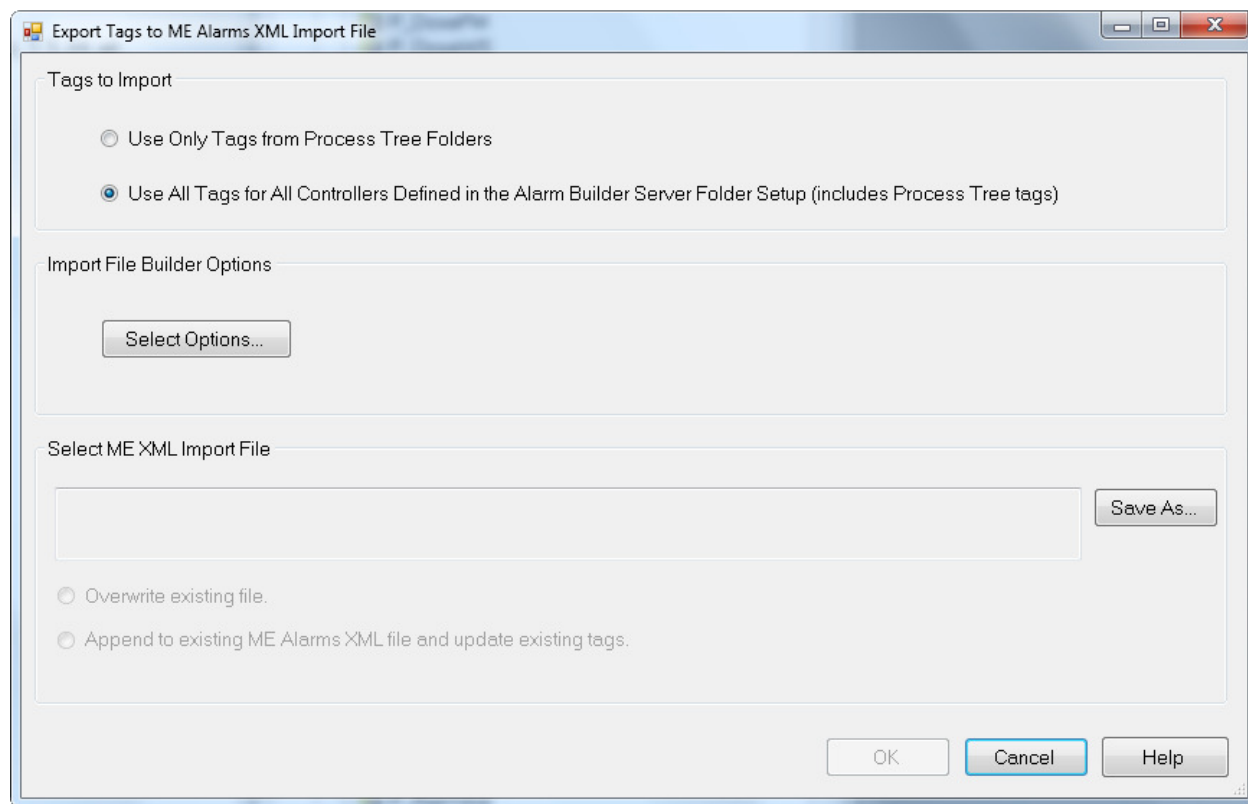 Export Tags to ME Alarms XML Import File
Tags to Import
Use Only Tags from Process Tree Folders
Use All Tags for All Controllers Defined in the Alarm Builder Server Folder Setup (includes Process Tree tags)
Import File Builder Options
Select Options...
Select ME XML Import File
Save As...
Overwrite existing file.
Append to existing ME Alarms XML file and update existing tags.
OK
Cancel
Help